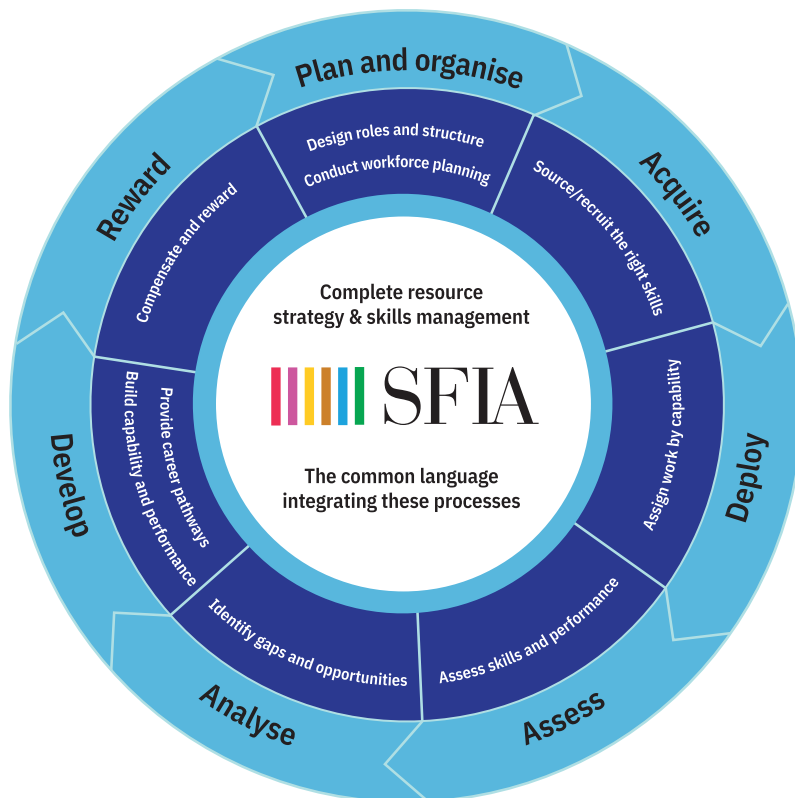 Plan and organise
Design roles and structure
Conduct workforce planning
Acquire
Source/recruit the right skills
Deploy
Assign work by capability
Assess
Assess skills and performance
Analyse
Identify gaps and opportunities
Develop
Provide career pathways
Build capability and performance
Reward
Compensate and reward
Complete resource
strategy & skills management
SFIA
The common language
integrating these processes